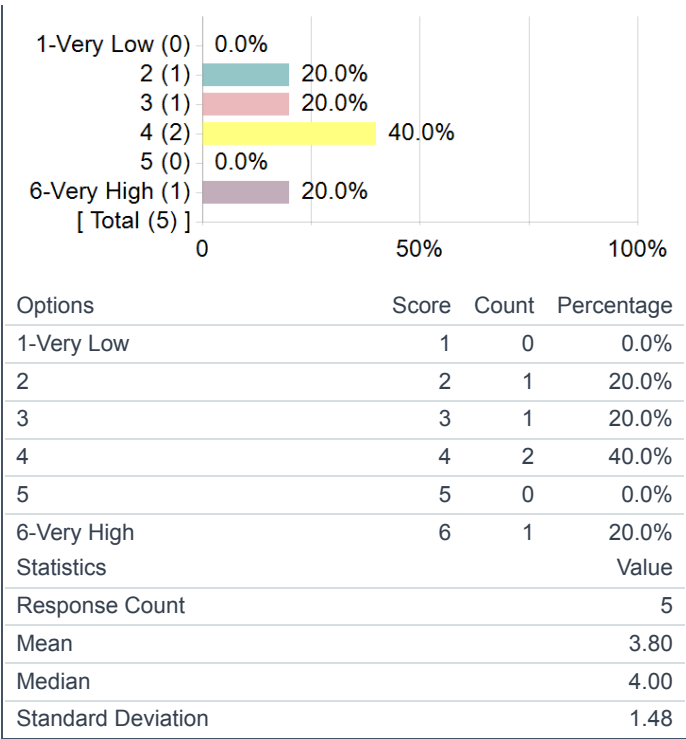 1-Very Low (0) 0.0%
2 (1) 20.0%
3 (1) 20.0%
4 (2) 40.0%
5 (0) 0.0%
6-Very High (1) 20.0%
[ Total (5) ]
0 50% 100%
Options Score Count Percentage
1-Very Low 1 0 0.0%
2 2 1 20.0%
3 3 1 20.0%
4 4 2 40.0%
5 5 0 0.0%
6-Very High 6 1 20.0%
Statistics Value
Response Count 5
Mean 3.80
Median 4.00
Standard Deviation 1.48